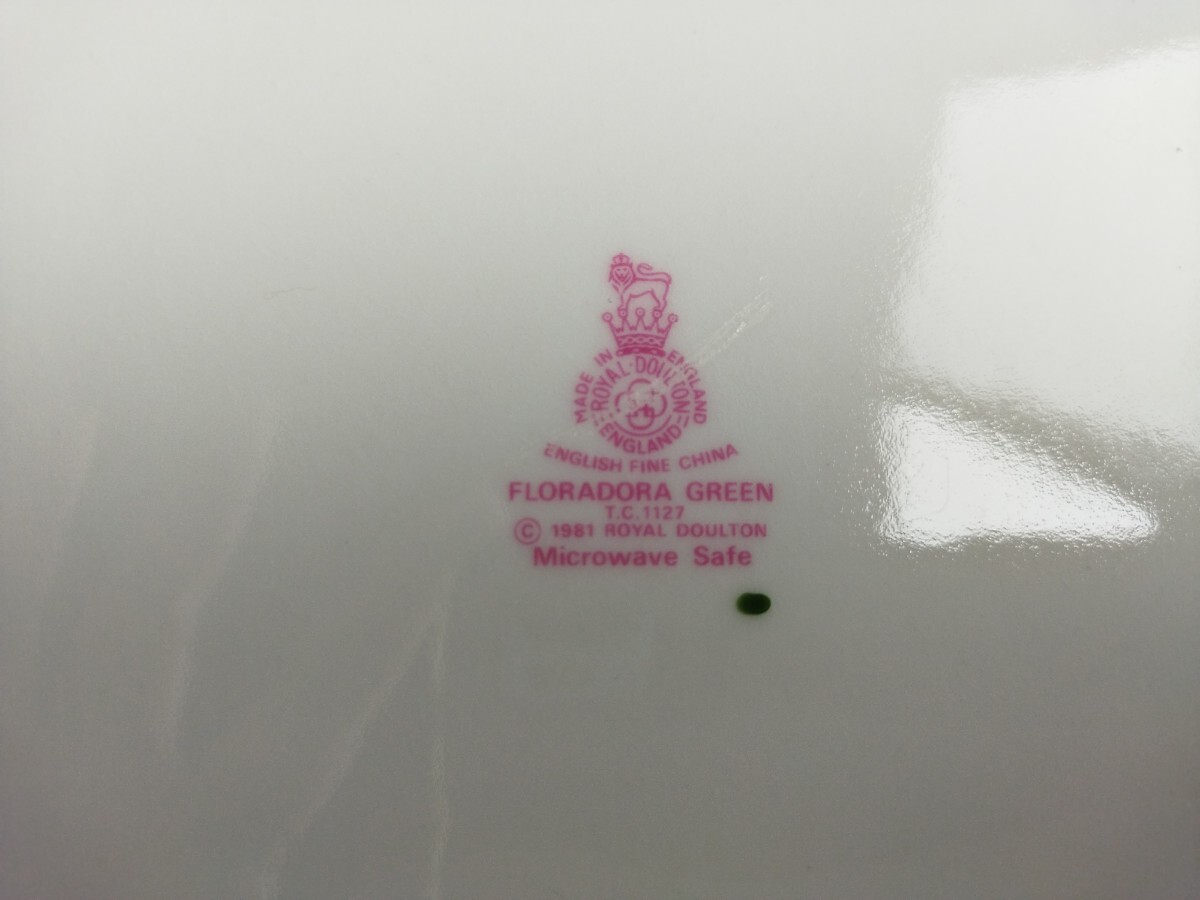 MADE IN ENGLAND
ROYAL·DOULTON
ENGLAND
ENGLISH FINE CHINA
FLORADORA GREEN
T.C.1127
© 1981 ROYAL DOULTON
Microwave Safe